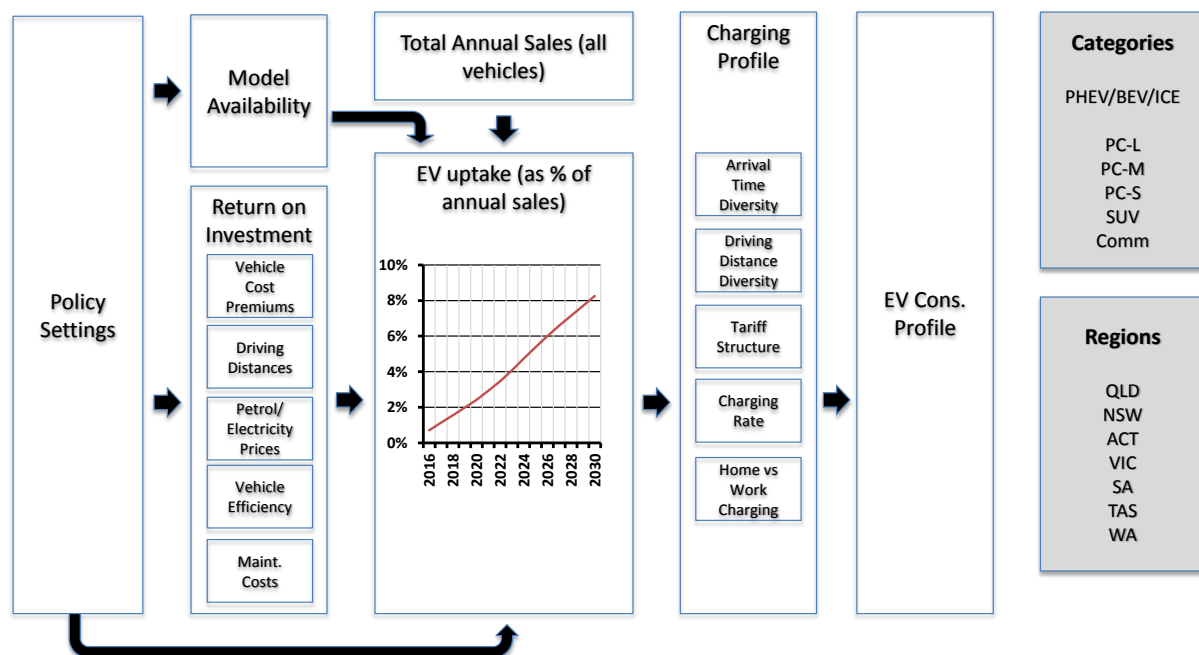 Policy
Settings
Model
Availability
Return on
Investment
Vehicle
Cost
Premiums
Driving
Distances
Petrol/
Electricity
Prices
Vehicle
Efficiency
Maint.
Costs
Total Annual Sales (all
vehicles)
EV uptake (as % of
annual sales)
10%
8%
6%
4%
2%
0%
2016
2018
2020
2022
2024
2026
2028
2030
Charging
Profile
Arrival
Time
Diversity
Driving
Distance
Diversity
Tariff
Structure
Charging
Rate
Home vs
Work
Charging
EV Cons.
Profile
Categories
PHEV/BEV/ICE
PC-L
PC-M
PC-S
SUV
Comm
Regions
QLD
NSW
ACT
VIC
SA
TAS
WA